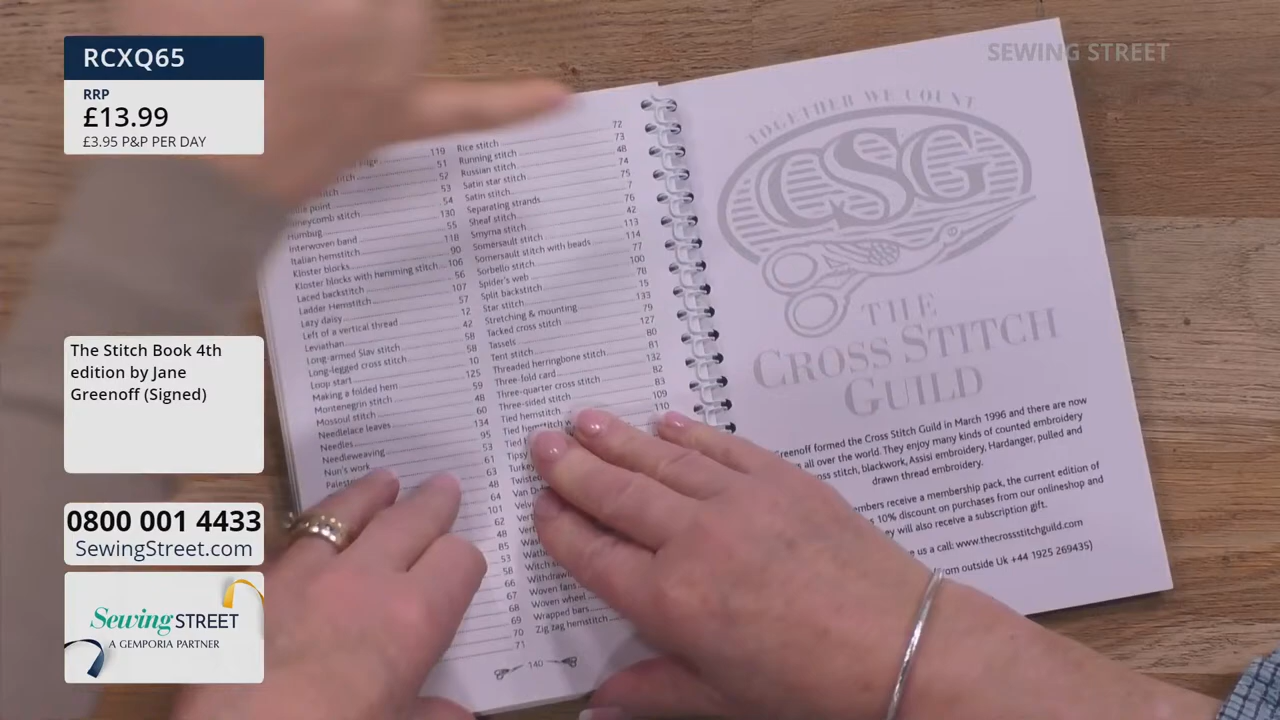 RCXQ65
RRP
£13.99
£3.95 P&P PER DAY
The Stitch Book 4th
edition by Jane
Greenoff (Signed)
0800 001 4433
SewingStreet.com
Sewing STREET
A GEMPORIA PARTNER
SEWING STREET
119
51
52
53
54
130
Interwoven band 55
Italian hemstitch 118
Kloster blocks 90
Kloster blocks with hemming stitch 106
Laced backstitch 56
Ladder Hemstitch 107
Lazy daisy 57
Left of a vertical thread 12
Leviathan 42
Long-armed Slav stitch 58
Long-legged cross stitch 58
Loop start 10
Making a folded hem 125
Montenegrin stitch 59
Mossoul stitch 48
Needlelace leaves 60
Needles 134
Needleweaving 95
Nun's work 53
61
63
48
64
101
62
48
85
53
58
66
67
68
69
70
71
Rice stitch 72
Running stitch 73
Russian stitch 48
Satin star stitch 74
Satin stitch 75
Separating strands 7
Sheaf stitch 76
Smyrna stitch 42
Somersault stitch 113
Somersault stitch with beads 114
Sorbello stitch 77
Spider's web 100
Split backstitch 78
Star stitch 15
Stretching & mounting 133
Tacked cross stitch 79
Tassels 127
Tent stitch 80
Threaded herringbone stitch 81
Three-fold card 132
Three-quarter cross stitch 82
Three-sided stitch 83
Tied hemstitch 109
Tied hemstitch 110
Tied
Tipsy
Turkey
Twisted
Woven fans
Woven wheel
Wrapped bars
Zig zag hemstitch
140
TOGETHER WE COUNT
CSG
THE
CROSS STITCH
GUILD
Greenoff formed the Cross Stitch Guild in March 1996 and there are now
all over the world. They enjoy many kinds of counted embroidery
stitch, blackwork, Assisi embroidery, Hardanger, pulled and
drawn thread embroidery.
receive a membership pack, the current edition of
10% discount on purchases from our onlineshop and
will also receive a subscription gift.
us a call: www.thecrossstitchguild.com
from outside Uk +44 1925 269435)